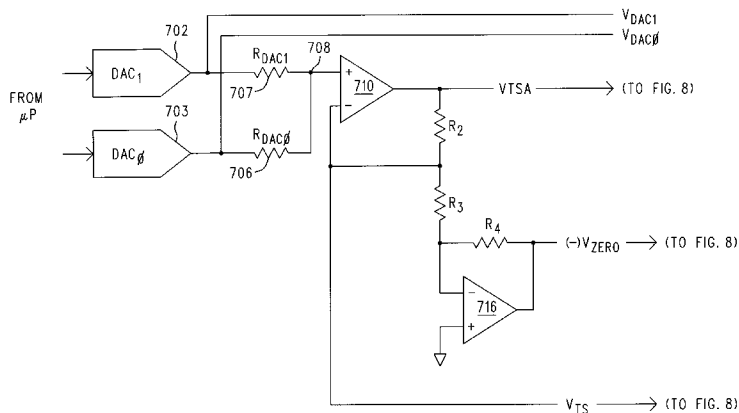 702
V_DAC1
V_DACØ
DAC₁
R_DAC1
708
707
+
710
−
VTSA
(TO FIG. 8)
FROM
μP
703
DACØ
R_DACØ
706
R₂
R₃
R₄
(-)V_ZERO
(TO FIG. 8)
−
716
+
V_TS
(TO FIG. 8)